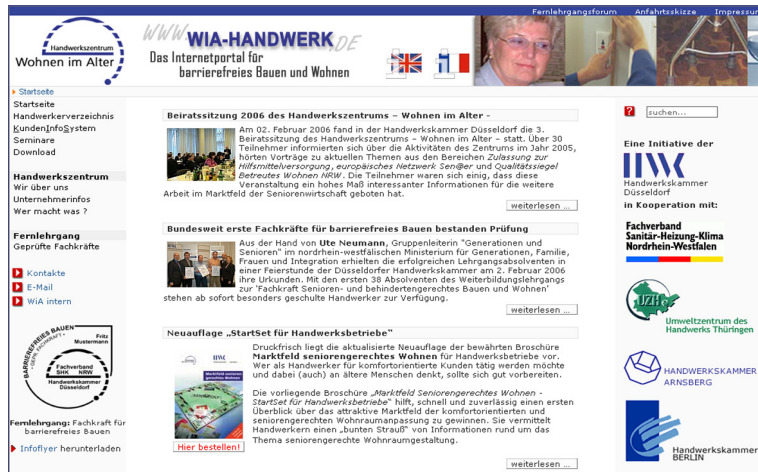 Fernlehrgangsforum Anfahrtsskizze Impressum
Handwerkszentrum
Wohnen im Alter
WWW.WIA-HANDWERK.DE
Das Internetportal für
barrierefreies Bauen und Wohnen
Startseite
Startseite
Handwerkerverzeichnis
KundenInfoSystem
Seminare
Download
Handwerkszentrum
Wir über uns
Unternehmerinfos
Wer macht was ?
Fernlehrgang
Geprüfte Fachkräfte
Kontakte
E-Mail
WiA intern
BARRIEREFREIES BAUEN
GEPR. FACHKRAFT
Fritz
Mustermann
Fachverband
SHK NRW
Handwerkskammer
Düsseldorf
Fernlehrgang: Fachkraft für
barrierefreies Bauen
Infoflyer herunterladen
Beiratssitzung 2006 des Handwerkszentrums – Wohnen im Alter -
Am 02. Februar 2006 fand in der Handwerkskammer Düsseldorf die 3.
Beiratssitzung des Handwerkszentrums – Wohnen im Alter – statt. Über 30
Teilnehmer informierten sich über die Aktivitäten des Zentrums im Jahr 2005,
hörten Vorträge zu aktuellen Themen aus den Bereichen Zulassung zur
Hilfsmittelversorgung, europäisches Netzwerk Sen@er und Qualitätssiegel
Betreutes Wohnen NRW. Die Teilnehmer waren sich einig, dass diese
Veranstaltung ein hohes Maß interessanter Informationen für die weitere
Arbeit im Marktfeld der Seniorenwirtschaft geboten hat.
weiterlesen ...
Bundesweit erste Fachkräfte für barrierefreies Bauen bestanden Prüfung
Aus der Hand von Ute Neumann, Gruppenleiterin "Generationen und
Senioren" im nordrhein-westfälischen Ministerium für Generationen, Familie,
Frauen und Integration erhielten die erfolgreichen Lehrgangsabsolventen in
einer Feierstunde der Düsseldorfer Handwerkskammer am 2. Februar 2006
ihre Urkunden. Mit den ersten 38 Absolventen des Weiterbildungslehrgangs
zur 'Fachkraft Senioren- und behindertengerechtes Bauen und Wohnen'
stehen ab sofort besonders geschulte Handwerker zur Verfügung.
weiterlesen ...
Neuauflage „StartSet für Handwerksbetriebe“
Druckfrisch liegt die aktualisierte Neuauflage der bewährten Broschüre
Marktfeld seniorengerechtes Wohnen für Handwerksbetriebe vor.
Wer als Handwerker für komfortorientierte Kunden tätig werden möchte
und dabei (auch) an ältere Menschen denkt, sollte sich gut vorbereiten.
Die vorliegende Broschüre „Marktfeld Seniorengerechtes Wohnen -
StartSet für Handwerksbetriebe“ hilft, schnell und zuverlässig einen ersten
Überblick über das attraktive Marktfeld der komfortorientierten und
seniorengerechten Wohnraumanpassung zu gewinnen. Sie vermittelt
Handwerkern einen „bunten Strauß“ von Informationen rund um das
Thema seniorengerechte Wohnraumgestaltung.
Hier bestellen!
weiterlesen ...
?
suchen...
Eine Initiative der
HWK
Handwerkskammer
Düsseldorf
in Kooperation mit:
Fachverband
Sanitär-Heizung-Klima
Nordrhein-Westfalen
UZH
Umweltzentrum des
Handwerks Thüringen
HANDWERKSKAMMER
ARNSBERG
Handwerkskammer
BERLIN